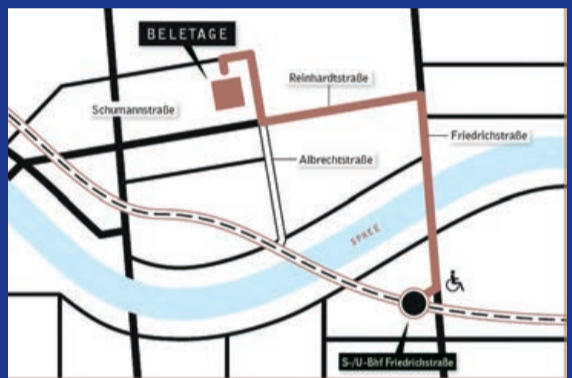 BELETAGE
Reinhardtstraße
Schumannstraße
Friedrichstraße
Albrechtstraße
SPREE
S-/U-Bhf Friedrichstraße